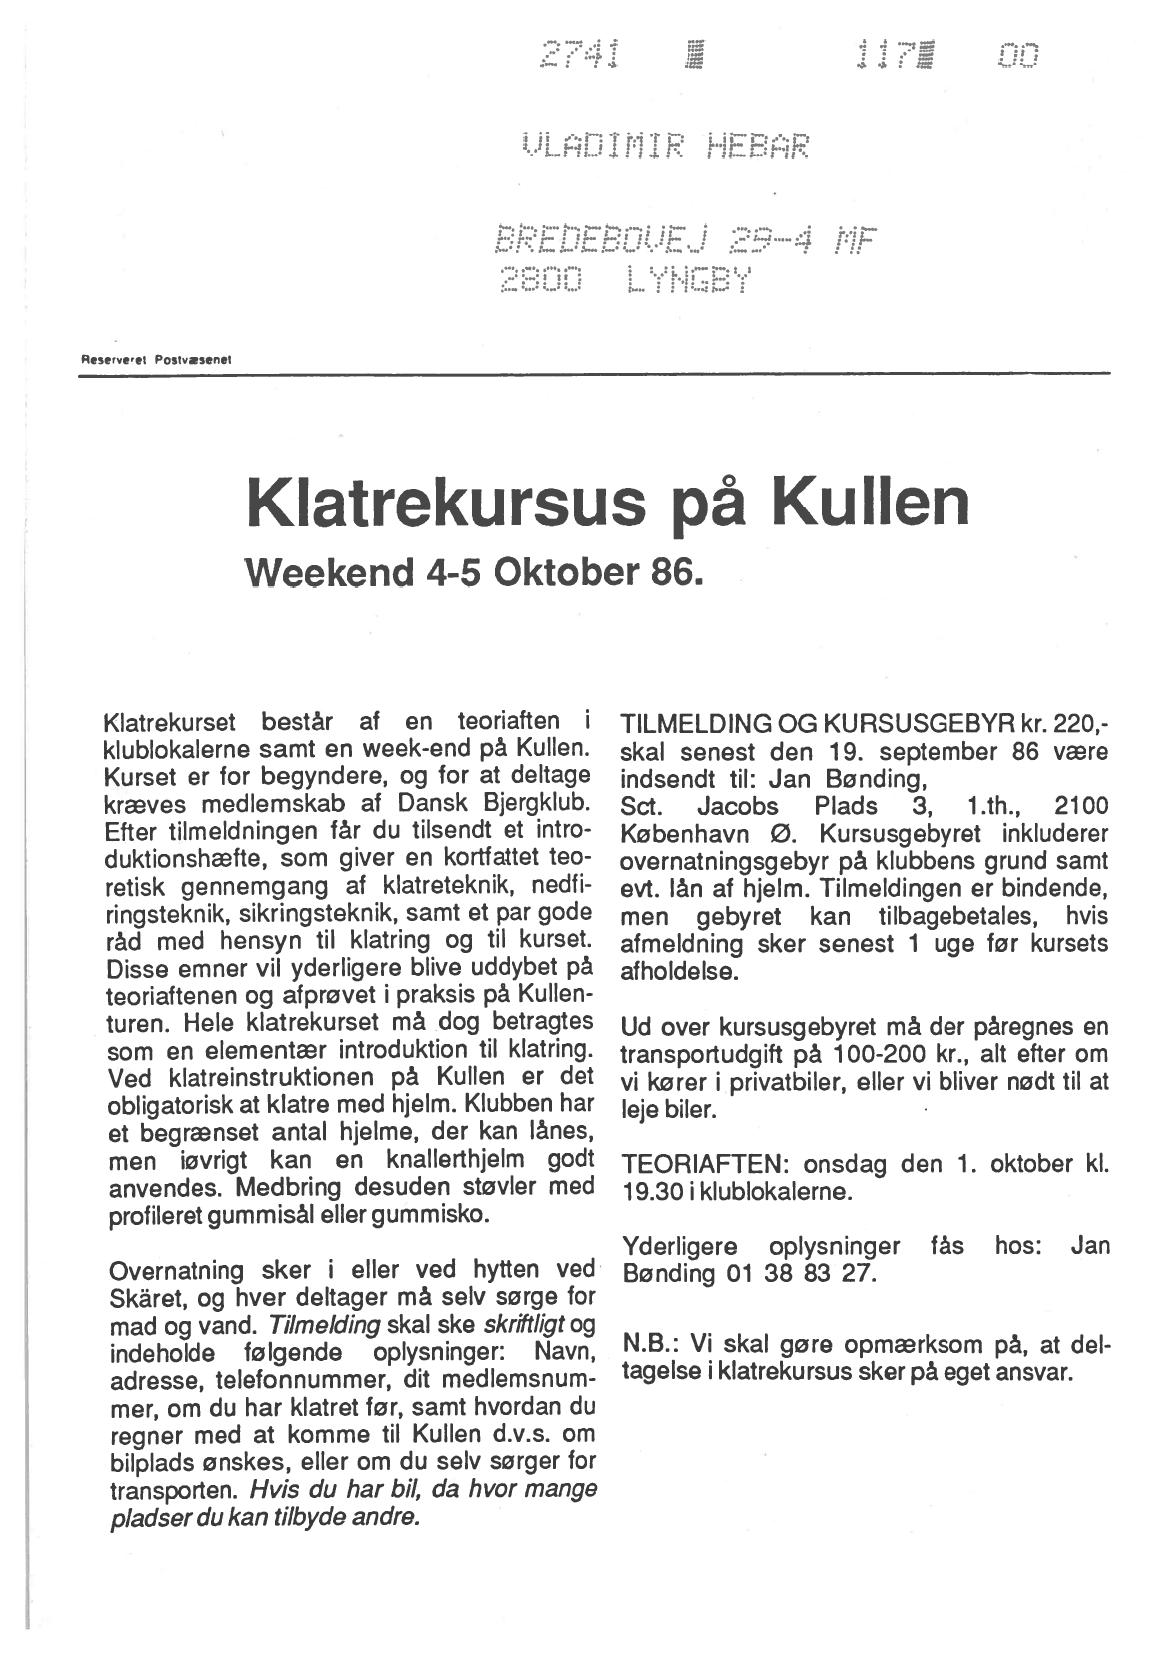 2741 117 00
VLADIMIR HEBAR
BREDEBOVEJ 29-4 MF
2800 LYNGBY
Reserveret Postvæsenet
Klatrekursus på Kullen
Weekend 4-5 Oktober 86.
Klatrekurset består af en teoriaften i
klublokalerne samt en week-end på Kullen.
Kurset er for begyndere, og for at deltage
kræves medlemskab af Dansk Bjergklub.
Efter tilmeldningen får du tilsendt et intro-
duktionshæfte, som giver en kortfattet teo-
retisk gennemgang af klatreteknik, nedfi-
ringsteknik, sikringsteknik, samt et par gode
råd med hensyn til klatring og til kurset.
Disse emner vil yderligere blive uddybet på
teoriaftenen og afprøvet i praksis på Kullen-
turen. Hele klatrekurset må dog betragtes
som en elementær introduktion til klatring.
Ved klatreinstruktionen på Kullen er det
obligatorisk at klatre med hjelm. Klubben har
et begrænset antal hjelme, der kan lånes,
men iøvrigt kan en knallerthjelm godt
anvendes. Medbring desuden støvler med
profileret gummisål eller gummisko.
Overnatning sker i eller ved hytten ved
Skäret, og hver deltager må selv sørge for
mad og vand. Tilmelding skal ske skriftligt og
indeholde følgende oplysninger: Navn,
adresse, telefonnummer, dit medlemsnum-
mer, om du har klatret før, samt hvordan du
regner med at komme til Kullen d.v.s. om
bilplads ønskes, eller om du selv sørger for
transporten. Hvis du har bil, da hvor mange
pladser du kan tilbyde andre.
TILMELDING OG KURSUSGEBYR kr. 220,-
skal senest den 19. september 86 være
indsendt til: Jan Bønding,
Sct. Jacobs Plads 3, 1.th., 2100
København Ø. Kursusgebyret inkluderer
overnatningsgebyr på klubbens grund samt
evt. lån af hjelm. Tilmeldingen er bindende,
men gebyret kan tilbagebetales, hvis
afmeldning sker senest 1 uge før kursets
afholdelse.
Ud over kursusgebyret må der påregnes en
transportudgift på 100-200 kr., alt efter om
vi kører i privatbiler, eller vi bliver nødt til at
leje biler.
TEORIAFTEN: onsdag den 1. oktober kl.
19.30 i klublokalerne.
Yderligere oplysninger fås hos: Jan
Bønding 01 38 83 27.
N.B.: Vi skal gøre opmærksom på, at del-
tagelse i klatrekursus sker på eget ansvar.